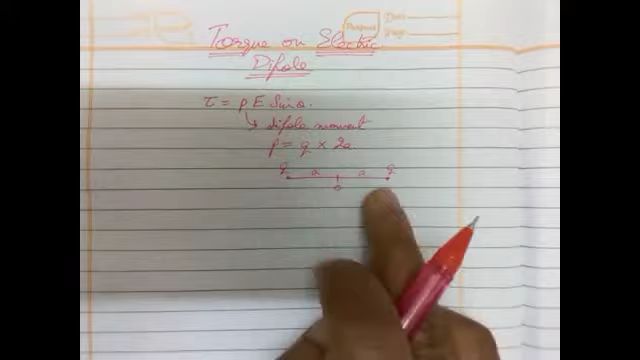 Torque on Electric
Dipole
τ = p E Sinθ.
↳ dipole moment
p = q × 2a
q a a q
o